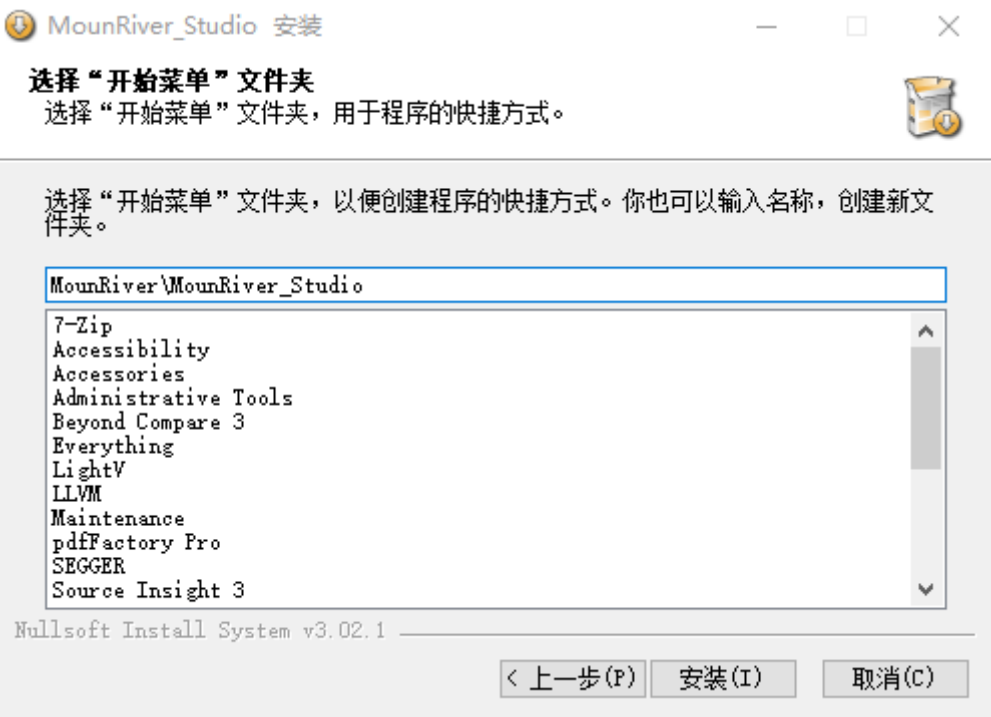 MounRiver_Studio 安装
选择“开始菜单”文件夹
选择“开始菜单”文件夹，用于程序的快捷方式。
选择“开始菜单”文件夹，以便创建程序的快捷方式。你也可以输入名称，创建新文
件夹。
MounRiver\MounRiver_Studio
7-Zip
Accessibility
Accessories
Administrative Tools
Beyond Compare 3
Everything
LightV
LLVM
Maintenance
pdfFactory Pro
SEGGER
Source Insight 3
Nullsoft Install System v3.02.1
< 上一步(P) 安装(I) 取消(C)